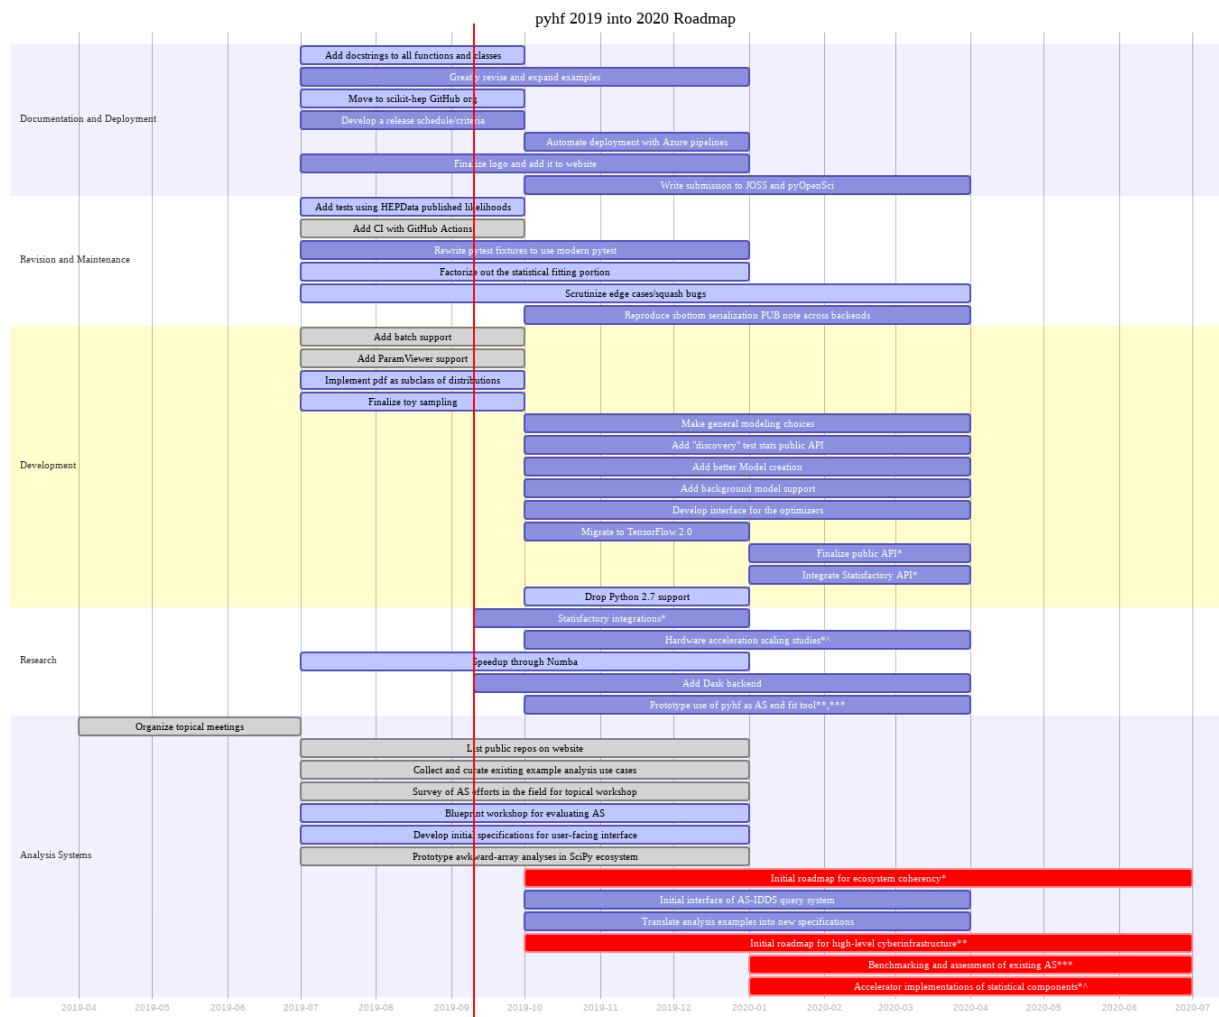 pyhf 2019 into 2020 Roadmap
Add docstrings to all functions and classes
Greatly revise and expand examples
Move to scikit-hep GitHub org
Documentation and Deployment
Develop a release schedule/criteria
Automate deployment with Azure pipelines
Finalize logo and add it to website
Write submission to JOSS and pyOpenSci
Add tests using HEPData published likelihoods
Add CI with GitHub Actions
Rewrite pytest fixtures to use modern pytest
Revision and Maintenance
Factorize out the statistical fitting portion
Scrutinize edge cases/squash bugs
Reproduce sbottom serialization PUB note across backends
Add batch support
Add ParamViewer support
Implement pdf as subclass of distributions
Finalize toy sampling
Make general modeling choices
Add "discovery" test stats public API
Development
Add better Model creation
Add background model support
Develop interface for the optimizers
Migrate to TensorFlow 2.0
Finalize public API*
Integrate Statisfactory API*
Drop Python 2.7 support
Statisfactory integrations*
Hardware acceleration scaling studies*^
Research
Speedup through Numba
Add Dask backend
Prototype use of pyhf as AS end fit tool**,***
Organize topical meetings
List public repos on website
Collect and curate existing example analysis use cases
Survey of AS efforts in the field for topical workshop
Blueprint workshop for evaluating AS
Develop initial specifications for user-facing interface
Analysis Systems
Prototype awkward-array analyses in SciPy ecosystem
Initial roadmap for ecosystem coherency*
Initial interface of AS-IDDS query system
Translate analysis examples into new specifications
Initial roadmap for high-level cyberinfrastructure**
Benchmarking and assessment of existing AS***
Accelerator implementations of statistical components*^
2019-04 2019-05 2019-06 2019-07 2019-08 2019-09 2019-10 2019-11 2019-12 2020-01 2020-02 2020-03 2020-04 2020-05 2020-06 2020-07